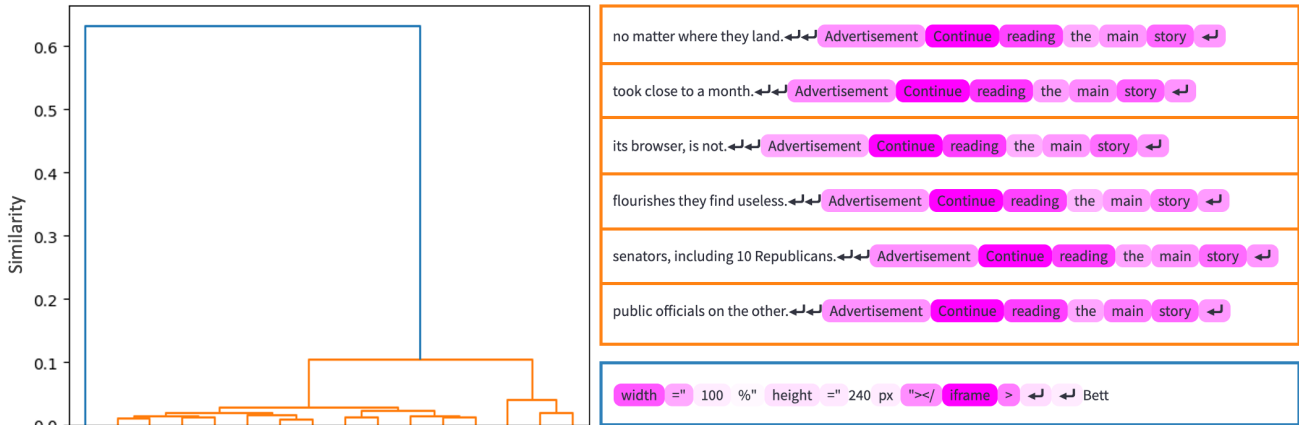 Similarity
0.6
0.5
0.4
0.3
0.2
0.1
0.0
no matter where they land.↵↵Advertisement Continue reading the main story ↵
took close to a month.↵↵Advertisement Continue reading the main story ↵
its browser, is not.↵↵Advertisement Continue reading the main story ↵
flourishes they find useless.↵↵Advertisement Continue reading the main story ↵
senators, including 10 Republicans.↵↵Advertisement Continue reading the main story ↵
public officials on the other.↵↵Advertisement Continue reading the main story ↵
width =" 100 %" height =" 240 px "></ iframe > ↵ ↵ Bett